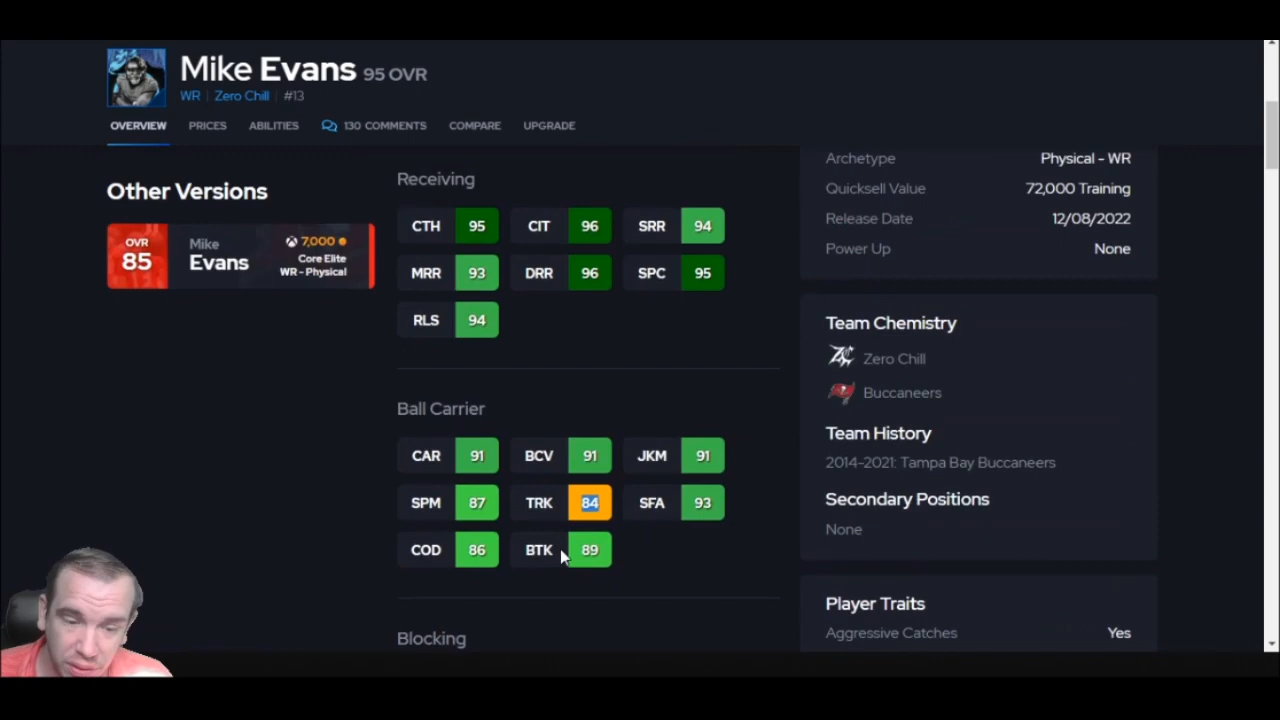 Mike Evans 95 OVR
WR | Zero Chill | #13
OVERVIEW PRICES ABILITIES 130 COMMENTS COMPARE UPGRADE
Other Versions
OVR
85
Mike
Evans
7,000
Core Elite
WR - Physical
Receiving
CTH 95 CIT 96 SRR 94
MRR 93 DRR 96 SPC 95
RLS 94
Ball Carrier
CAR 91 BCV 91 JKM 91
SPM 87 TRK 84 SFA 93
COD 86 BTK 89
Blocking
Archetype Physical - WR
Quicksell Value 72,000 Training
Release Date 12/08/2022
Power Up None
Team Chemistry
Zero Chill
Buccaneers
Team History
2014-2021: Tampa Bay Buccaneers
Secondary Positions
None
Player Traits
Aggressive Catches Yes